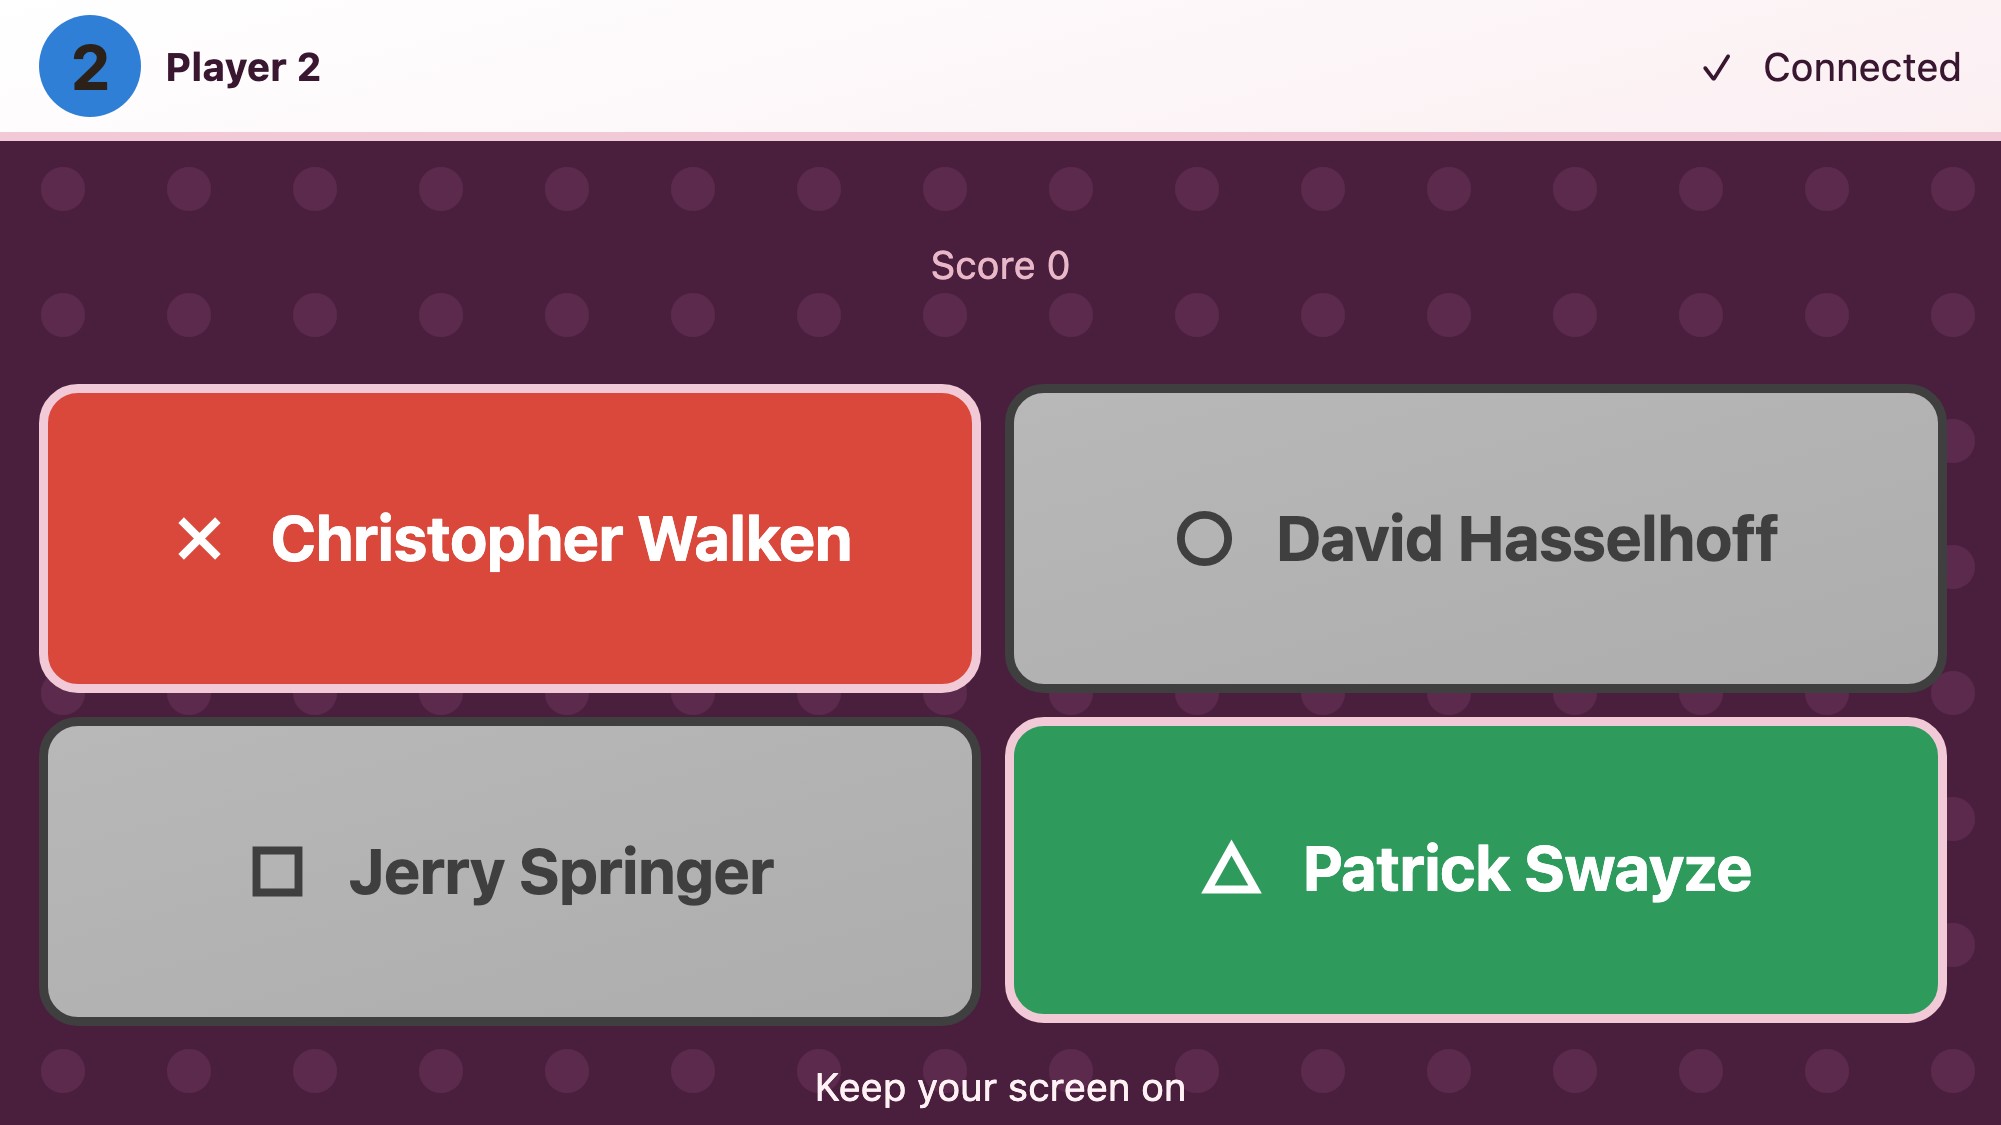 2 Player 2
✓ Connected
Score 0
Christopher Walken
David Hasselhoff
Jerry Springer
Patrick Swayze
Keep your screen on